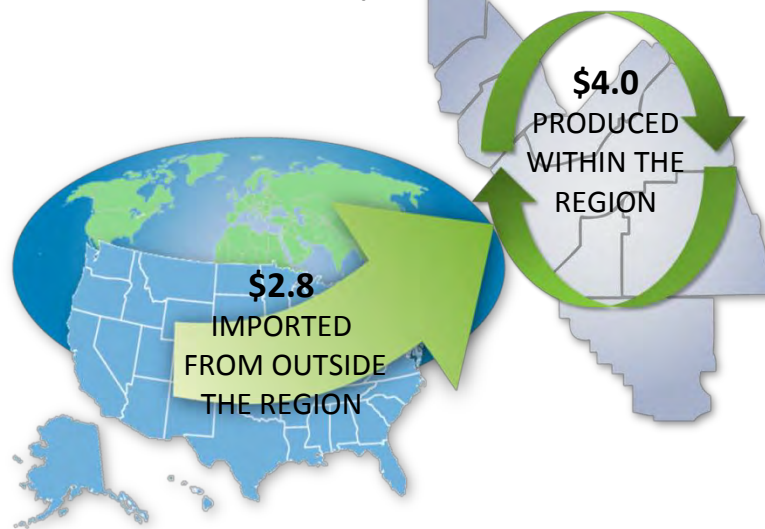 $4.0
PRODUCED
WITHIN THE
REGION
$2.8
IMPORTED
FROM OUTSIDE
THE REGION